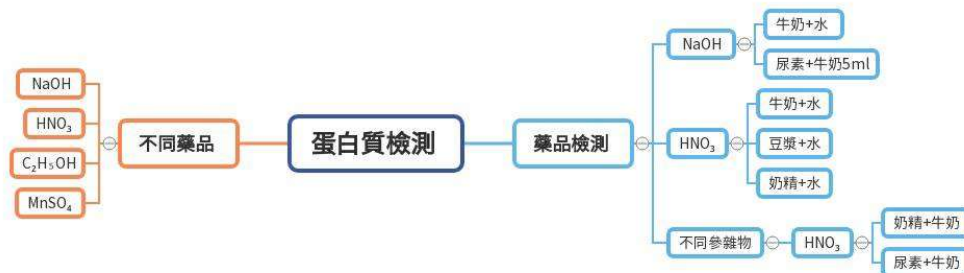 蛋白質檢測
不同藥品
NaOH
HNO₃
C₂H₅OH
MnSO₄
藥品檢測
NaOH
牛奶+水
尿素+牛奶5ml
HNO₃
牛奶+水
豆漿+水
奶精+水
不同參雜物
HNO₃
奶精+牛奶
尿素+牛奶